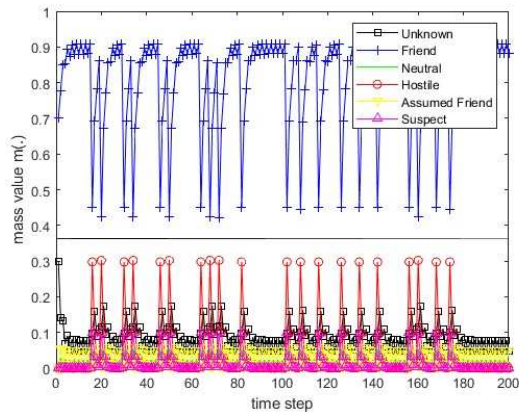 1
0.9
0.8
0.7
0.6
0.5
0.4
0.3
0.2
0.1
0
mass value m(.)
0 20 40 60 80 100 120 140 160 180 200
time step
Unknown
Friend
Neutral
Hostile
Assumed Friend
Suspect